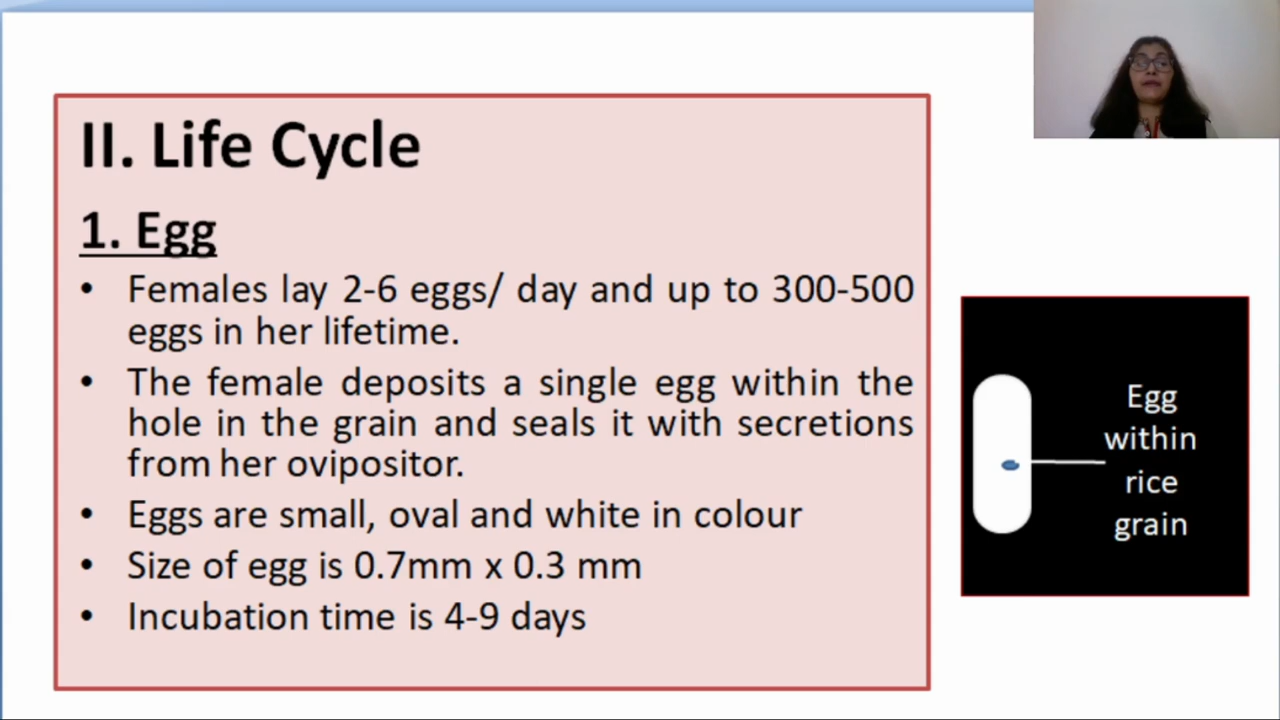 II. Life Cycle
1. Egg
• Females lay 2-6 eggs/ day and up to 300-500
eggs in her lifetime.
• The female deposits a single egg within the
hole in the grain and seals it with secretions
from her ovipositor.
• Eggs are small, oval and white in colour
• Size of egg is 0.7mm x 0.3 mm
• Incubation time is 4-9 days
Egg
within
rice
grain